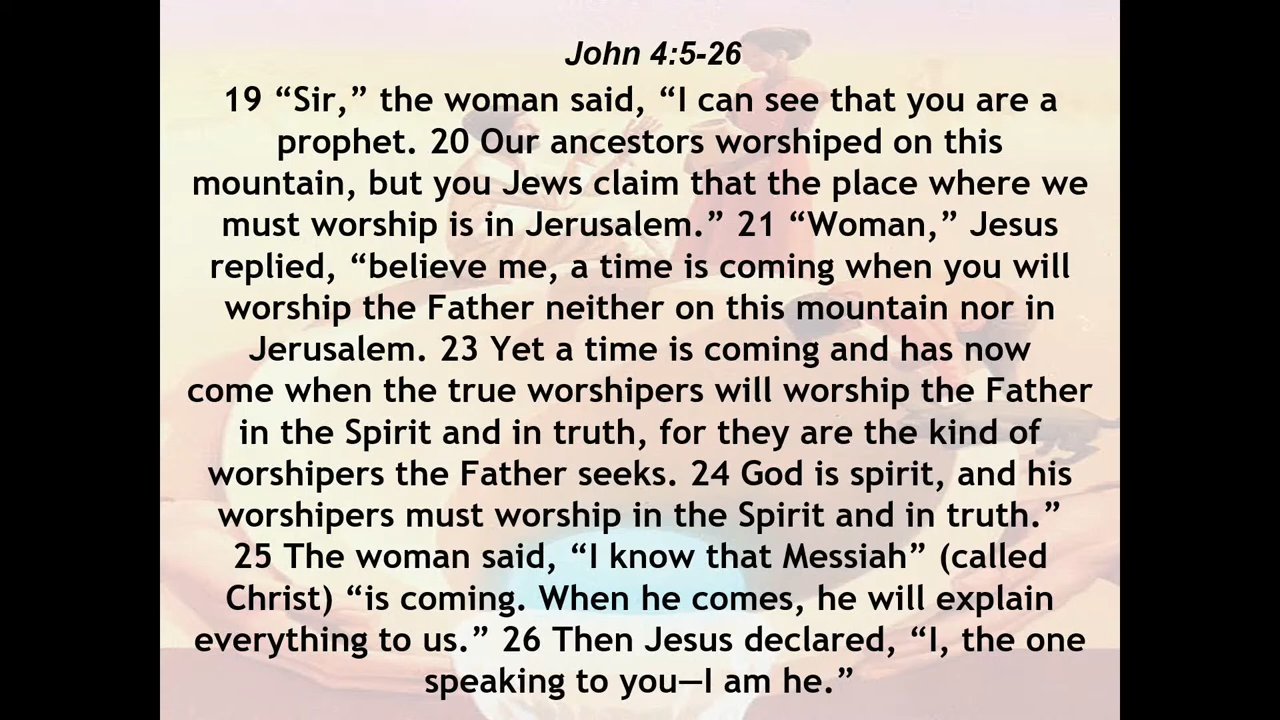 John 4:5-26
19 “Sir,” the woman said, “I can see that you are a
prophet. 20 Our ancestors worshiped on this
mountain, but you Jews claim that the place where we
must worship is in Jerusalem.” 21 “Woman,” Jesus
replied, “believe me, a time is coming when you will
worship the Father neither on this mountain nor in
Jerusalem. 23 Yet a time is coming and has now
come when the true worshipers will worship the Father
in the Spirit and in truth, for they are the kind of
worshipers the Father seeks. 24 God is spirit, and his
worshipers must worship in the Spirit and in truth.”
25 The woman said, “I know that Messiah” (called
Christ) “is coming. When he comes, he will explain
everything to us.” 26 Then Jesus declared, “I, the one
speaking to you—I am he.”